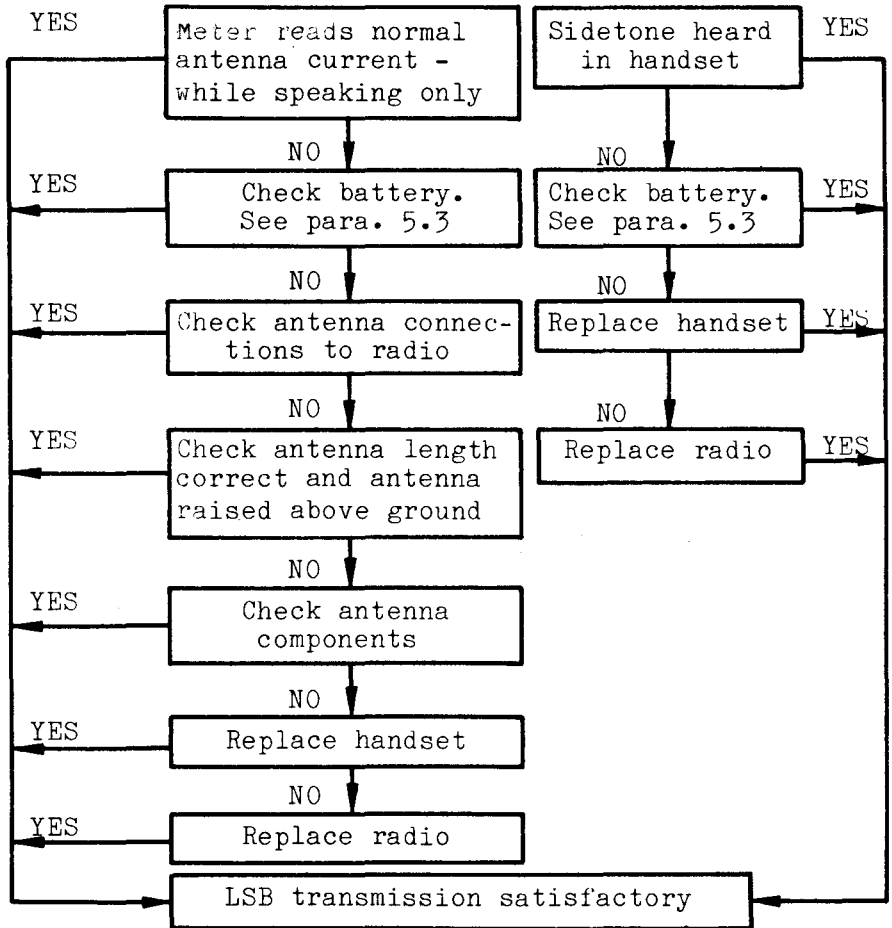 YES
Meter reads normal
antenna current -
while speaking only
NO
YES
Check battery.
See para. 5.3
NO
YES
Check antenna connec-
tions to radio
NO
YES
Check antenna length
correct and antenna
raised above ground
NO
YES
Check antenna
components
NO
YES
Replace handset
NO
YES
Replace radio
Sidetone heard
in handset
YES
NO
Check battery.
See para. 5.3
YES
NO
Replace handset
YES
NO
Replace radio
YES
LSB transmission satisfactory